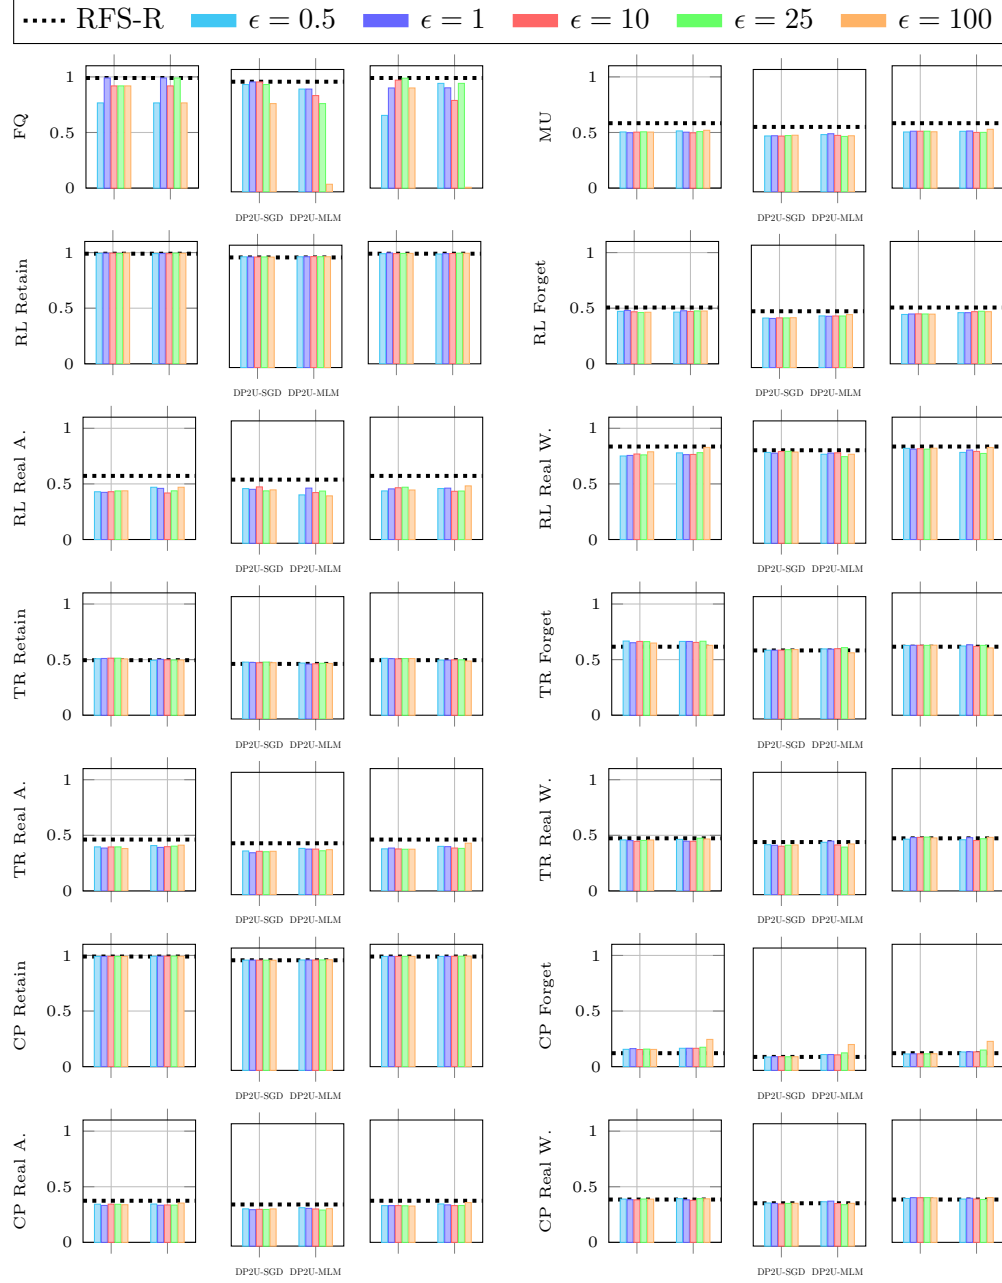 RFS-R ϵ = 0.5 ϵ = 1 ϵ = 10 ϵ = 25 ϵ = 100
FQ 1 0.5 0
DP2U-SGD DP2U-MLM
MU 1 0.5 0
DP2U-SGD DP2U-MLM
RL Retain 1 0.5 0
DP2U-SGD DP2U-MLM
RL Forget 1 0.5 0
DP2U-SGD DP2U-MLM
RL Real A. 1 0.5 0
DP2U-SGD DP2U-MLM
RL Real W. 1 0.5 0
DP2U-SGD DP2U-MLM
TR Retain 1 0.5 0
DP2U-SGD DP2U-MLM
TR Forget 1 0.5 0
DP2U-SGD DP2U-MLM
TR Real A. 1 0.5 0
DP2U-SGD DP2U-MLM
TR Real W. 1 0.5 0
DP2U-SGD DP2U-MLM
CP Retain 1 0.5 0
DP2U-SGD DP2U-MLM
CP Forget 1 0.5 0
DP2U-SGD DP2U-MLM
CP Real A. 1 0.5 0
DP2U-SGD DP2U-MLM
CP Real W. 1 0.5 0
DP2U-SGD DP2U-MLM